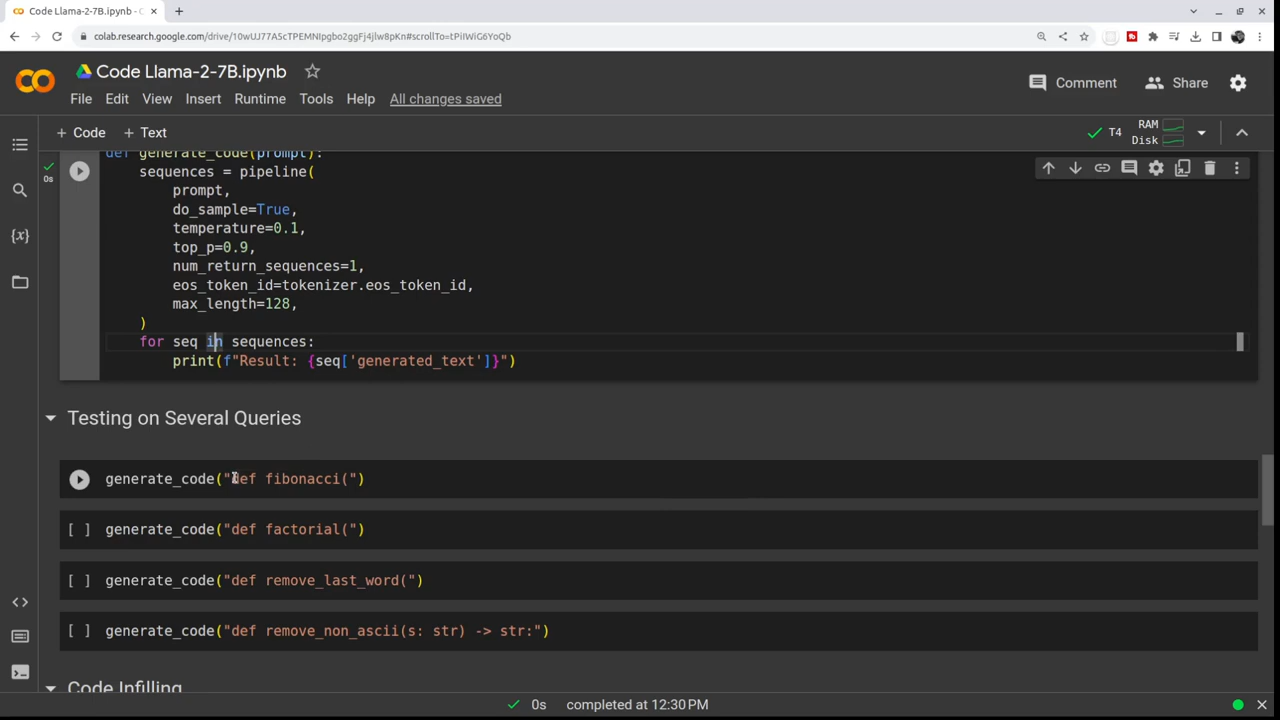 Code Llama-2-7B.ipynb - C
colab.research.google.com/drive/10wUJ77A5cTPEMNIpgbo2ggFj4jlw8pKn#scrollTo=tPiIWiG6YoQb
Code Llama-2-7B.ipynb
Comment
Share
File Edit View Insert Runtime Tools Help All changes saved
+ Code + Text
T4
RAM
Disk
def generate_code(prompt):
0s
sequences = pipeline(
prompt,
do_sample=True,
temperature=0.1,
top_p=0.9,
num_return_sequences=1,
eos_token_id=tokenizer.eos_token_id,
max_length=128,
)
for seq in sequences:
print(f"Result: {seq['generated_text']}")
Testing on Several Queries
generate_code("def fibonacci(")
[ ] generate_code("def factorial(")
[ ] generate_code("def remove_last_word(")
[ ] generate_code("def remove_non_ascii(s: str) -> str:")
Code Infilling
0s completed at 12:30 PM